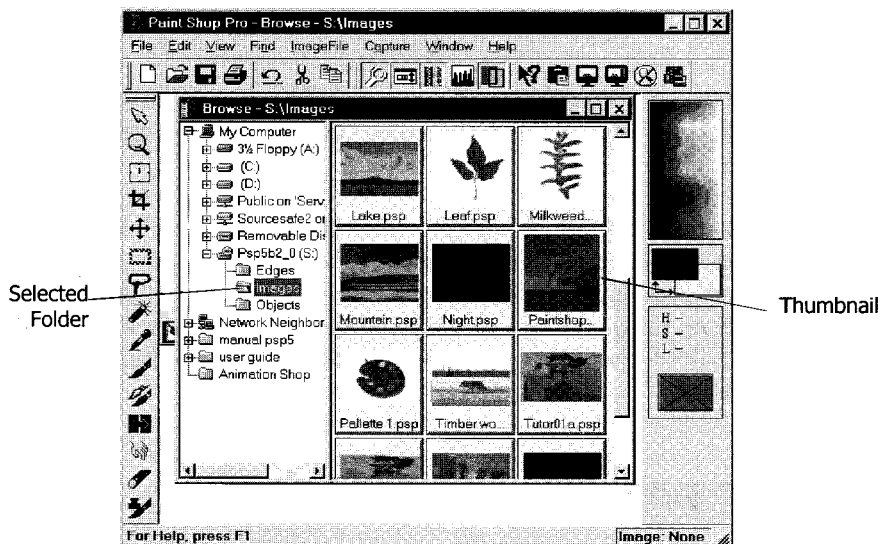 Paint Shop Pro - Browse - S:\Images
File Edit View Find ImageFile Capture Window Help
Browse - S:\Images
My Computer
3½ Floppy (A:)
(C:)
(D:)
Public on 'Serv
Sourcesafe2 or
Removable Dis
Psp5b2_0 (S:)
Edges
Images
Objects
Network Neighbor
manual psp5
user guide
Animation Shop
Lake.psp Leaf.psp Milkweed...
Mountain.psp Night.psp Paintshop...
Pallette 1.psp Timberwo... Tutor01a.psp
Selected
Folder
Thumbnail
H -
S -
L -
For Help, press F1
Image: None